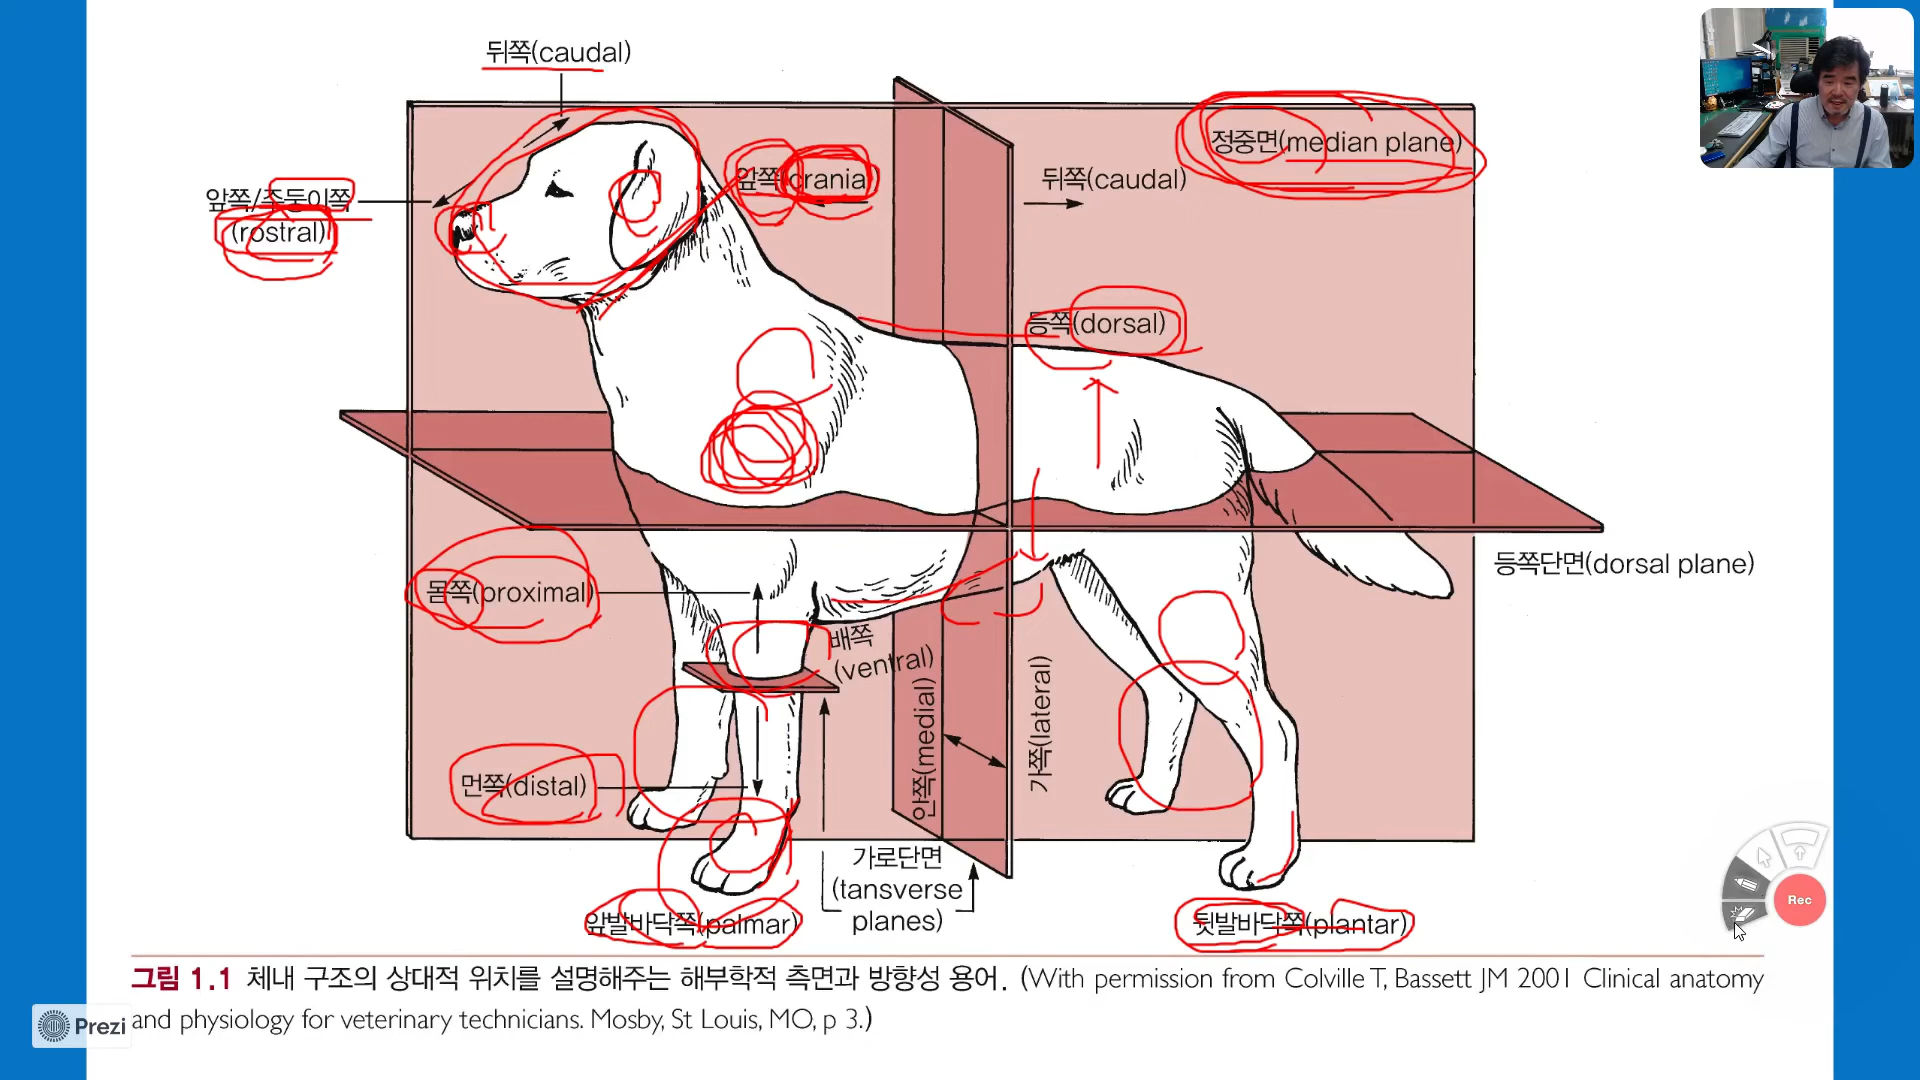 뒤쪽(caudal)
정중면(median plane)
앞쪽(crania
뒤쪽(caudal)
앞쪽/주둥이쪽
(rostral)
등쪽(dorsal)
등쪽단면(dorsal plane)
몸쪽(proximal)
배쪽
(ventral)
안쪽(medial)
가쪽(lateral)
먼쪽(distal)
가로단면
(tansverse
planes)
앞발바닥쪽(palmar)
뒷발바닥쪽(plantar)
Rec
그림 1.1 체내 구조의 상대적 위치를 설명해주는 해부학적 측면과 방향성 용어. (With permission from Colville T, Bassett JM 2001 Clinical anatomy
and physiology for veterinary technicians. Mosby, St Louis, MO, p 3.)
Prezi